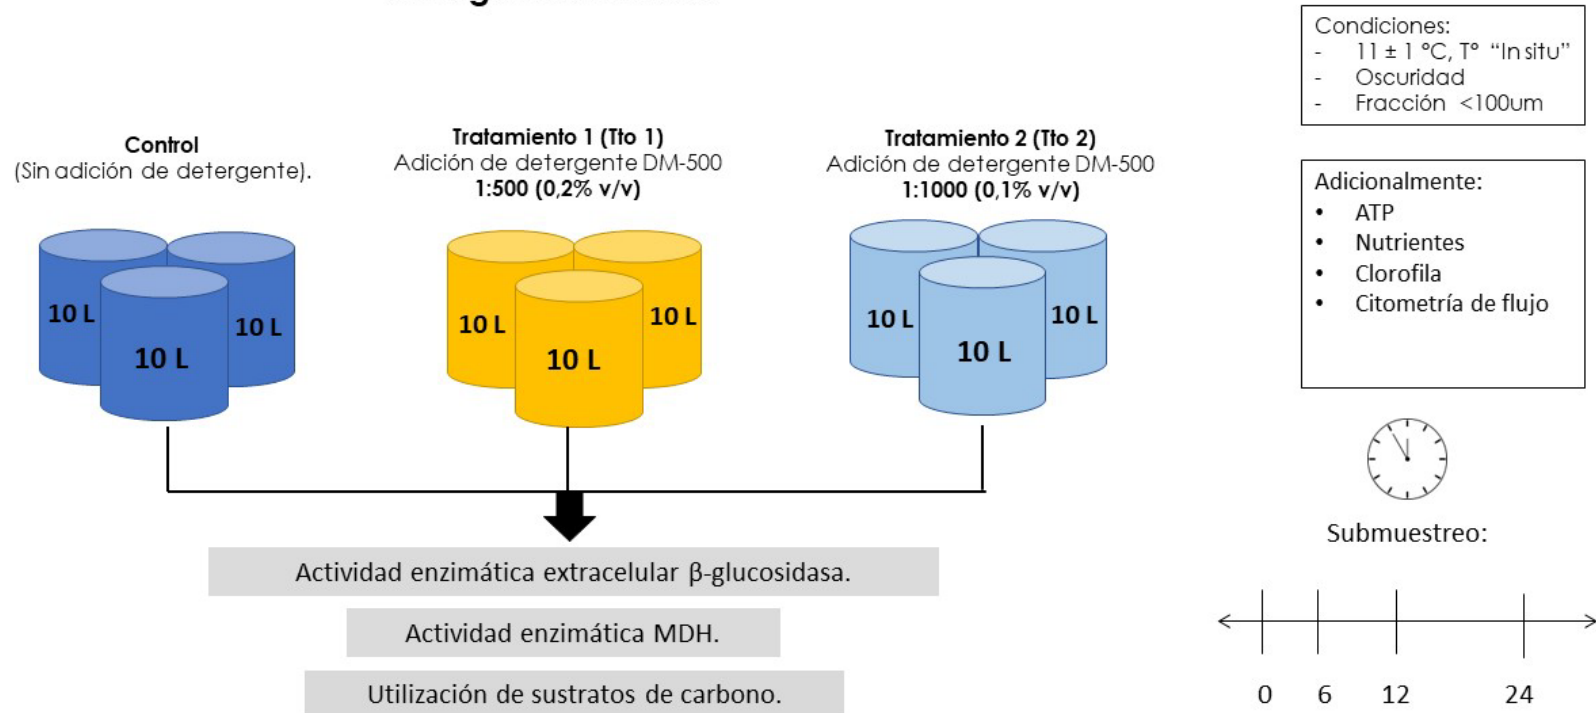 Control
(Sin adición de detergente).
10 L
10 L
10 L
Tratamiento 1 (Tto 1)
Adición de detergente DM-500
1:500 (0,2% v/v)
10 L
10 L
10 L
Tratamiento 2 (Tto 2)
Adición de detergente DM-500
1:1000 (0,1% v/v)
10 L
10 L
10 L
Actividad enzimática extracelular β-glucosidasa.
Actividad enzimática MDH.
Utilización de sustratos de carbono.
Condiciones:
- 11 ± 1 °C, T° “In situ”
- Oscuridad
- Fracción <100um
Adicionalmente:
• ATP
• Nutrientes
• Clorofila
• Citometría de flujo
Submuestreo:
0 6 12 24